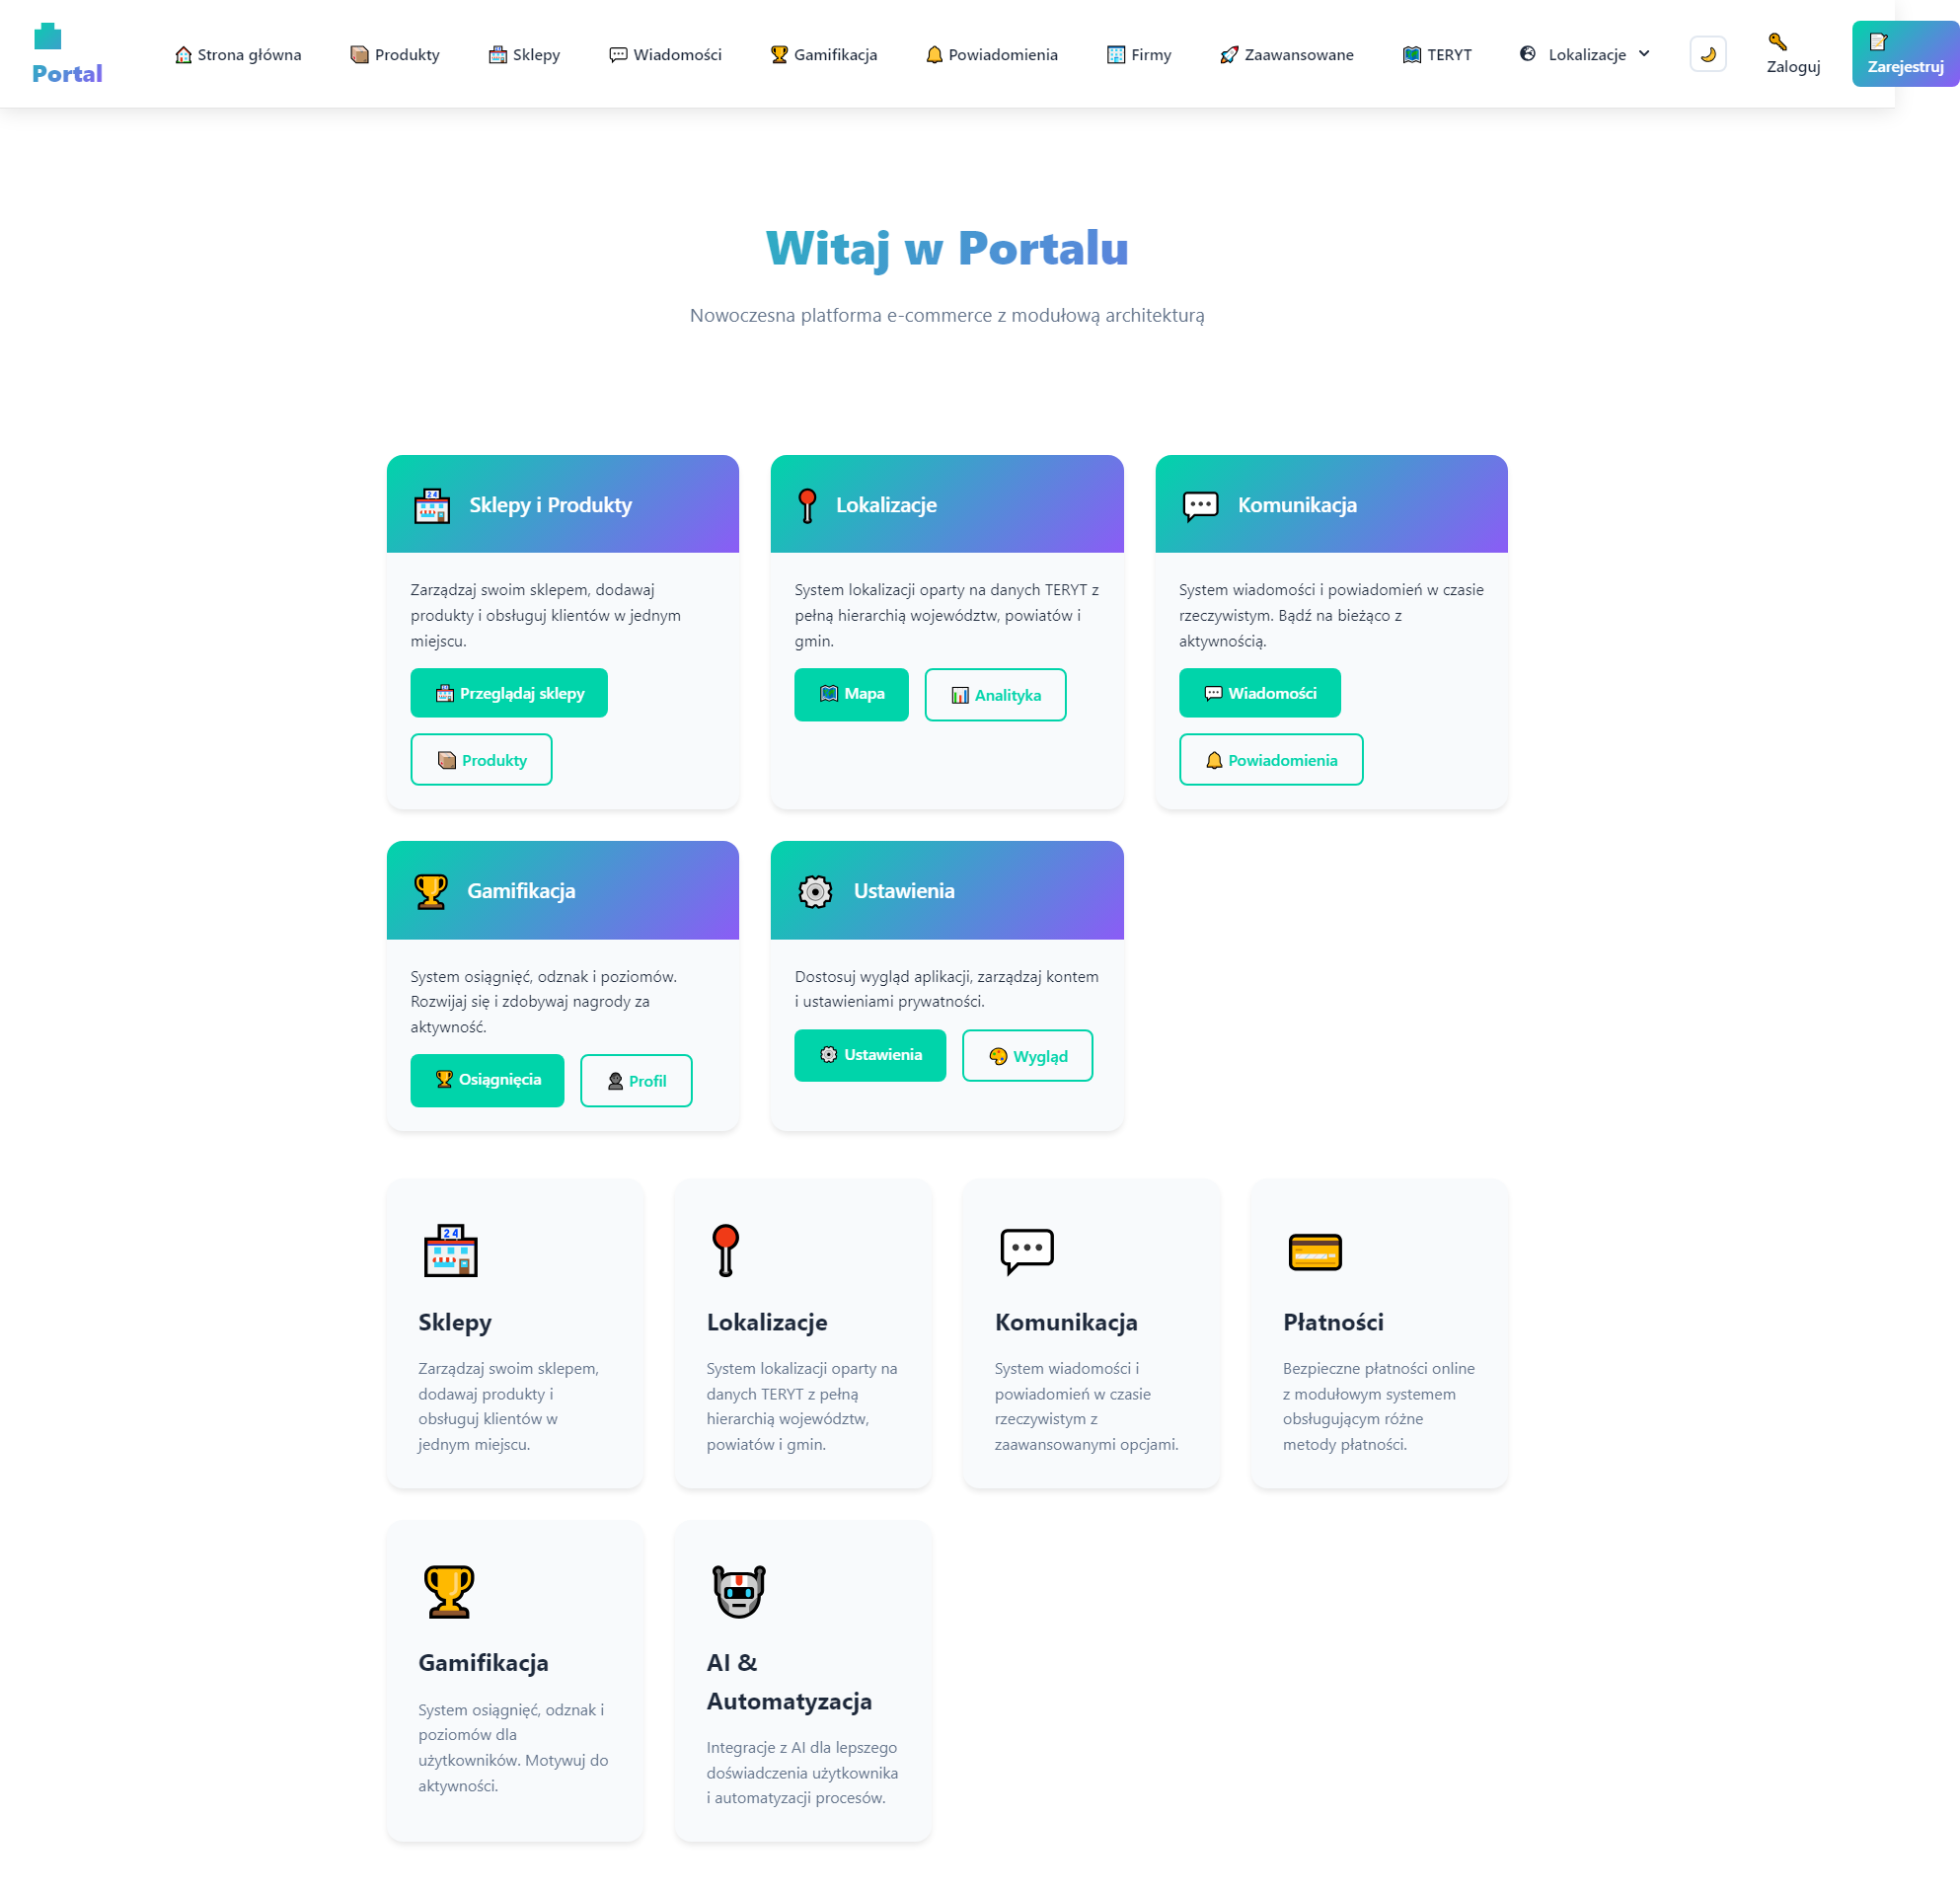 Portal
Strona główna
Produkty
Sklepy
Wiadomości
Gamifikacja
Powiadomienia
Firmy
Zaawansowane
TERYT
Lokalizacje
Zaloguj
Zarejestruj
Witaj w Portalu
Nowoczesna platforma e-commerce z modułową architekturą
24
Sklepy i Produkty
Zarządzaj swoim sklepem, dodawaj
produkty i obsługuj klientów w jednym
miejscu.
Przeglądaj sklepy
Produkty
Lokalizacje
System lokalizacji oparty na danych TERYT z
pełną hierarchią województw, powiatów i
gmin.
Mapa
Analityka
Komunikacja
System wiadomości i powiadomień w czasie
rzeczywistym. Bądź na bieżąco z
aktywnością.
Wiadomości
Powiadomienia
Gamifikacja
System osiągnięć, odznak i poziomów.
Rozwijaj się i zdobywaj nagrody za
aktywność.
Osiągnięcia
Profil
Ustawienia
Dostosuj wygląd aplikacji, zarządzaj kontem
i ustawieniami prywatności.
Ustawienia
Wygląd
24
Sklepy
Zarządzaj swoim sklepem,
dodawaj produkty i
obsługuj klientów w
jednym miejscu.
Lokalizacje
System lokalizacji oparty na
danych TERYT z pełną
hierarchią województw,
powiatów i gmin.
Komunikacja
System wiadomości i
powiadomień w czasie
rzeczywistym z
zaawansowanymi opcjami.
Płatności
Bezpieczne płatności online
z modułowym systemem
obsługującym różne
metody płatności.
Gamifikacja
System osiągnięć, odznak i
poziomów dla
użytkowników. Motywuj do
aktywności.
AI &
Automatyzacja
Integracje z AI dla lepszego
doświadczenia użytkownika
i automatyzacji procesów.